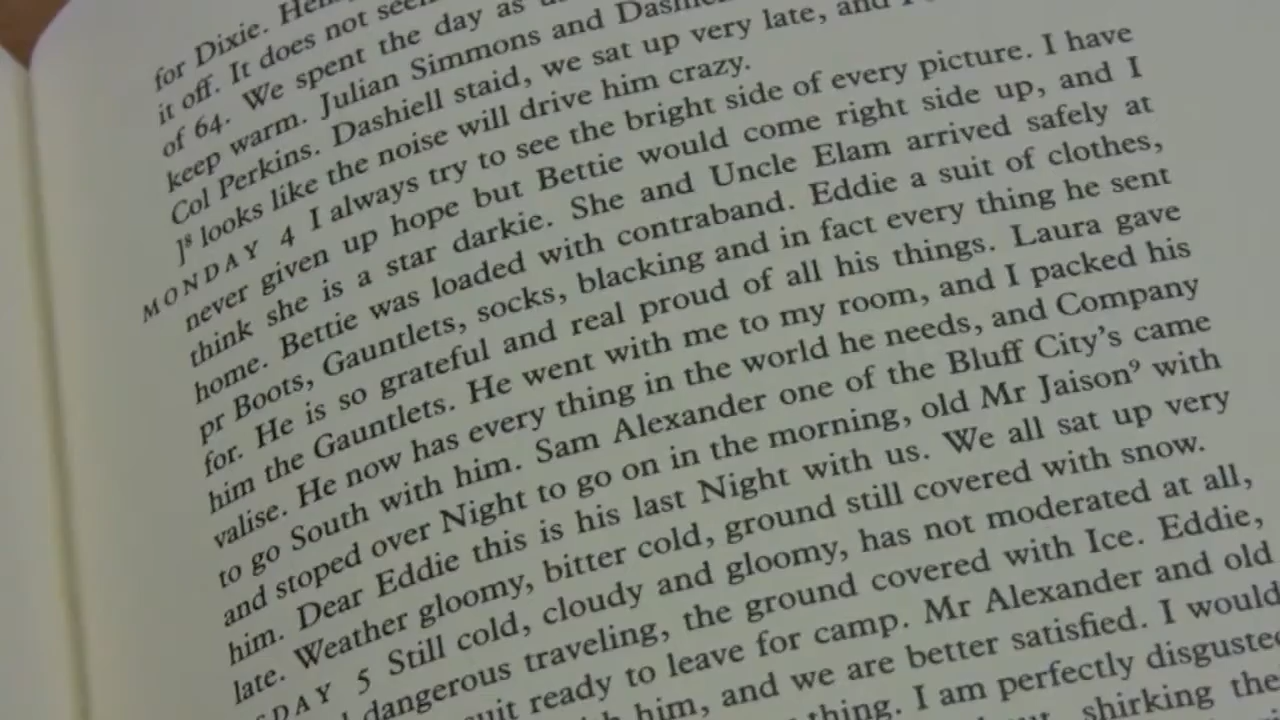 for Dixie.
it off. It does not
of 64. We spent the day as
keep warm. Julian Simmons and
Col Perkins. Dashiell staid, we sat up very late, and
Jˢ looks like the noise will drive him crazy.
MONDAY 4 I always try to see the bright side of every picture. I have
never given up hope but Bettie would come right side up, and I
think she is a star darkie. She and Uncle Elam arrived safely at
home. Bettie was loaded with contraband. Eddie a suit of clothes,
pr Boots, Gauntlets, socks, blacking and in fact every thing he sent
for. He is so grateful and real proud of all his things. Laura gave
him the Gauntlets. He went with me to my room, and I packed his
valise. He now has every thing in the world he needs, and Company
to go South with him. Sam Alexander one of the Bluff City's came
and stoped over Night to go on in the morning, old Mr Jaison⁹ with
him. Dear Eddie this is his last Night with us. We all sat up very
late. Weather gloomy, bitter cold, ground still covered with snow.
DAY 5 Still cold, cloudy and gloomy, has not moderated at all,
dangerous traveling, the ground covered with Ice. Eddie,
ready to leave for camp. Mr Alexander and old
him, and we are better satisfied. I would
thing. I am perfectly
shirking the